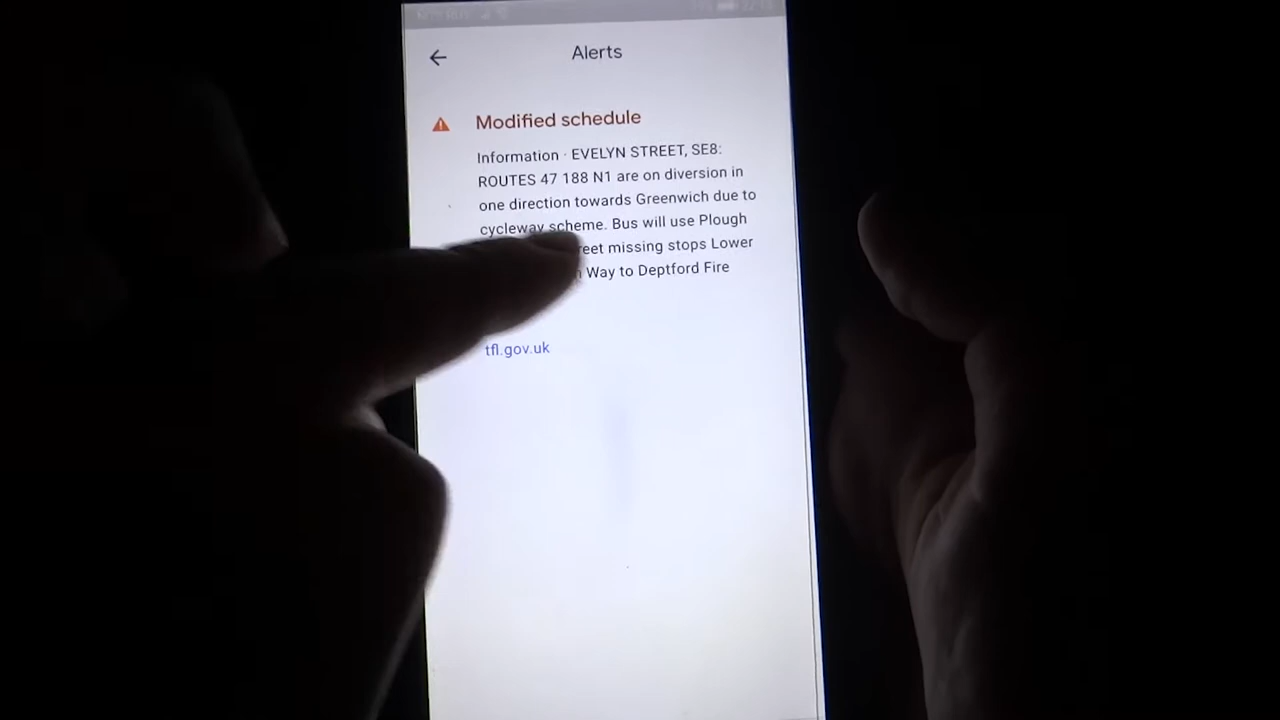 Alerts
Modified schedule
Information · EVELYN STREET, SE8:
ROUTES 47 188 N1 are on diversion in
one direction towards Greenwich due to
cycleway scheme. Bus will use Plough
missing stops Lower
Way to Deptford Fire
tfl.gov.uk